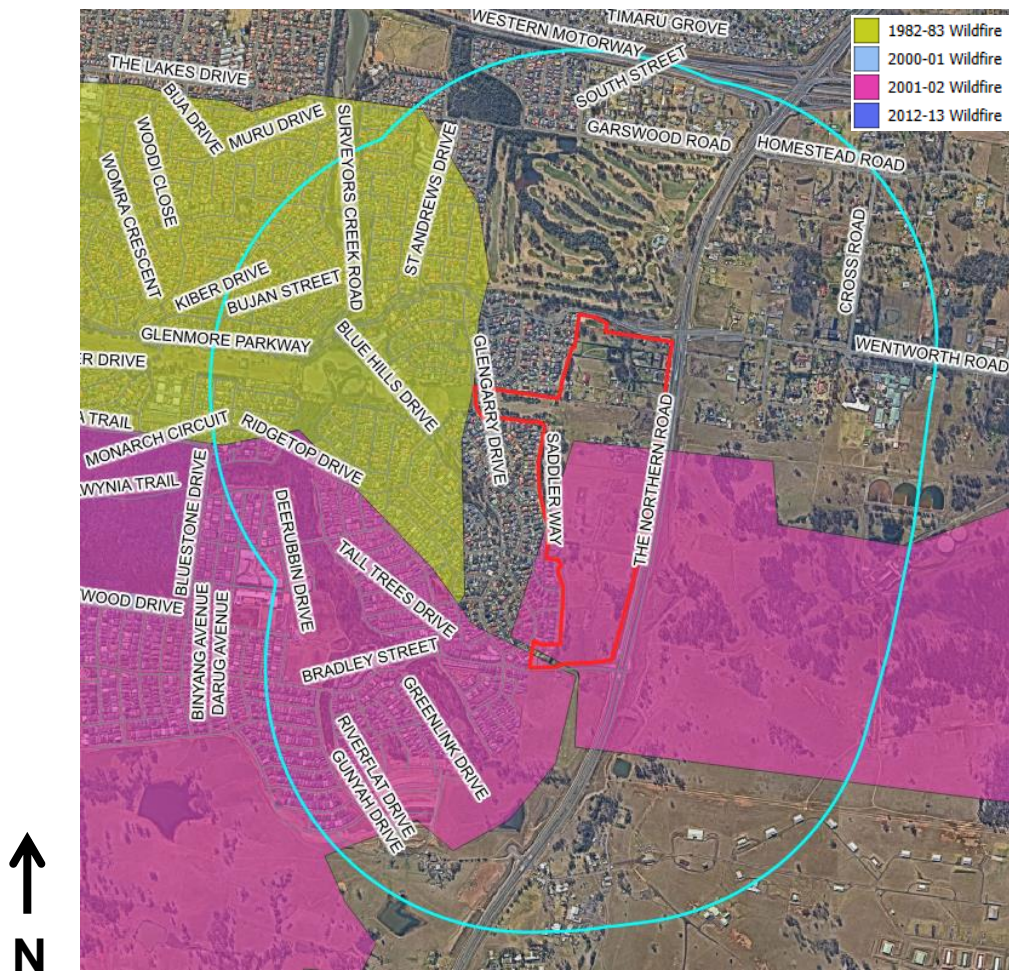 TIMARU GROVE
WESTERN MOTORWAY
1982-83 Wildfire
2000-01 Wildfire
2001-02 Wildfire
2012-13 Wildfire
THE LAKES DRIVE
SOUTH STREET
BIJA DRIVE
MURU DRIVE
SURVEYORS CREEK ROAD
GARSWOOD ROAD
HOMESTEAD ROAD
WOODI CLOSE
WOMRA CRESCENT
ST ANDREWS DRIVE
CROSS ROAD
KIBER DRIVE
BUJAN STREET
GLENMORE PARKWAY
BLUE HILLS DRIVE
GLENGARRY DRIVE
WENTWORTH ROAD
ER DRIVE
THE NORTHERN ROAD
A TRAIL
MONARCH CIRCUIT
RIDGETOP DRIVE
SADDLER WAY
WYNIA TRAIL
BLUESTONE DRIVE
DEERUBBIN DRIVE
TALL TREES DRIVE
WOOD DRIVE
BINYANG AVENUE
DARUG AVENUE
BRADLEY STREET
GREENLINK DRIVE
RIVERFLAT DRIVE
GUNYAH DRIVE
N